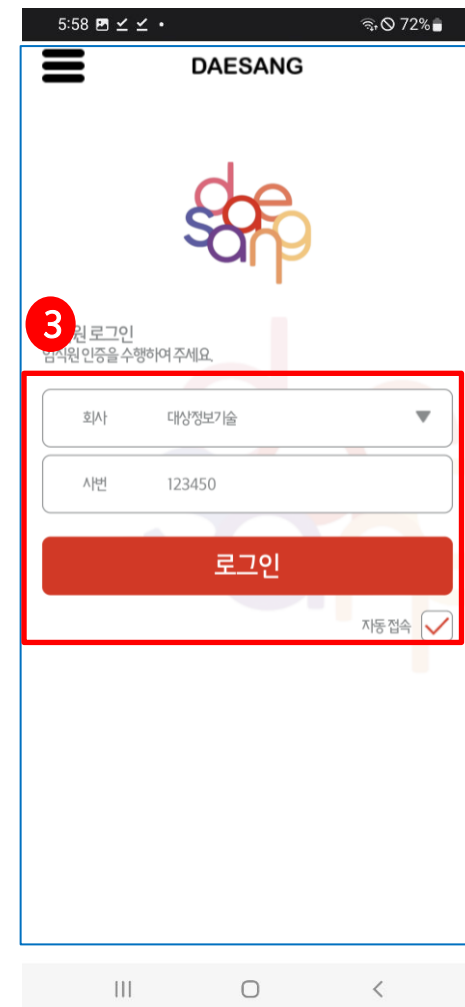 5:58
72%
DAESANG
daesang
3
원 로그인
임직원 인증을 수행하여 주세요.
회사 대상정보기술
사번 123450
로그인
자동 접속